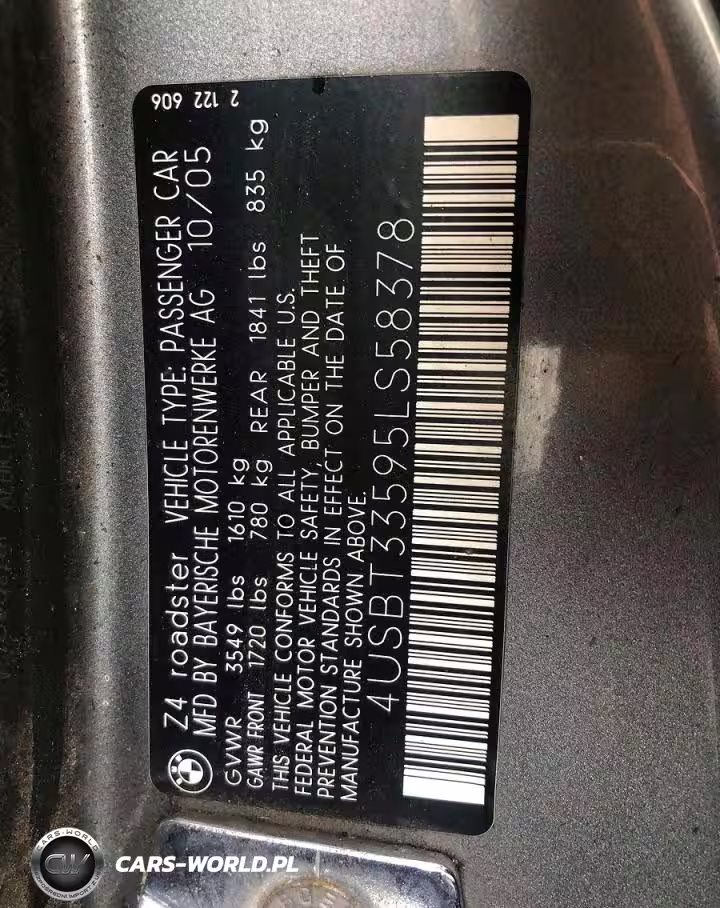 Z4 roadster VEHICLE TYPE: PASSENGER CAR
MFD BY BAYERISCHE MOTORENWERKE AG 10/05
GVWR 3549 lbs 1610 kg
GAWR FRONT 1720 lbs 780 kg REAR 1841 lbs 835 kg
THIS VEHICLE CONFORMS TO ALL APPLICABLE U.S.
FEDERAL MOTOR VEHICLE SAFETY, BUMPER AND THEFT
PREVENTION STANDARDS IN EFFECT ON THE DATE OF
MANUFACTURE SHOWN ABOVE.
4USBT33595LS58378
2 122 606
CARS-WORLD
CW
CARS-WORLD.PL